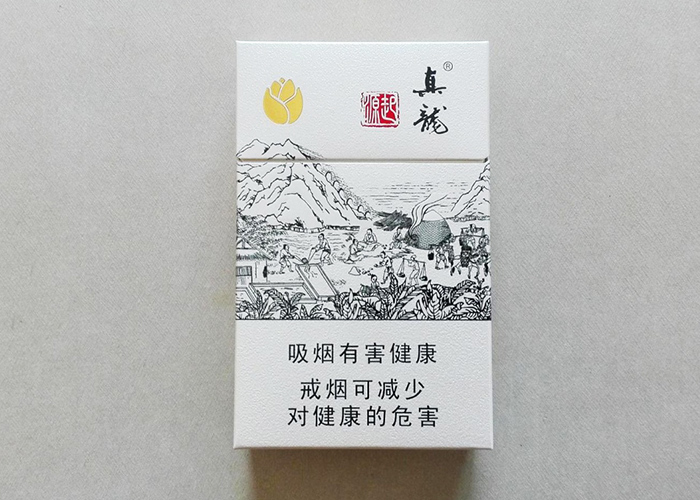 真龍®
起源
吸烟有害健康
戒烟可减少
对健康的危害